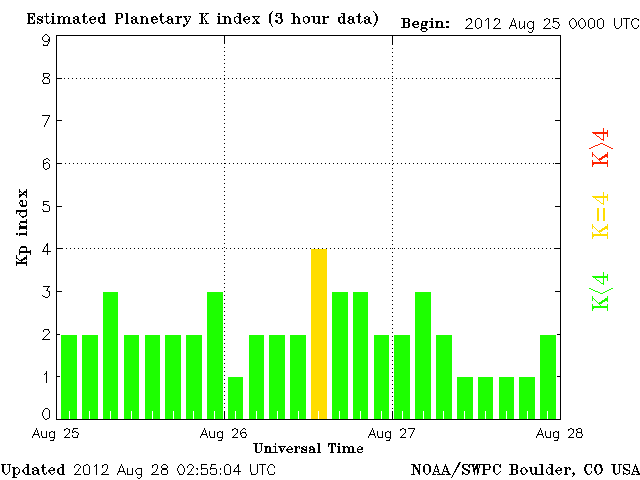 Estimated Planetary K index (3 hour data) Begin: 2012 Aug 25 0000 UTC
9
8
7
6
5
4
3
2
1
0
Kp index
K>4
K=4
K<4
Aug 25 Aug 26 Aug 27 Aug 28
Universal Time
Updated 2012 Aug 28 02:55:04 UTC NOAA/SWPC Boulder, CO USA